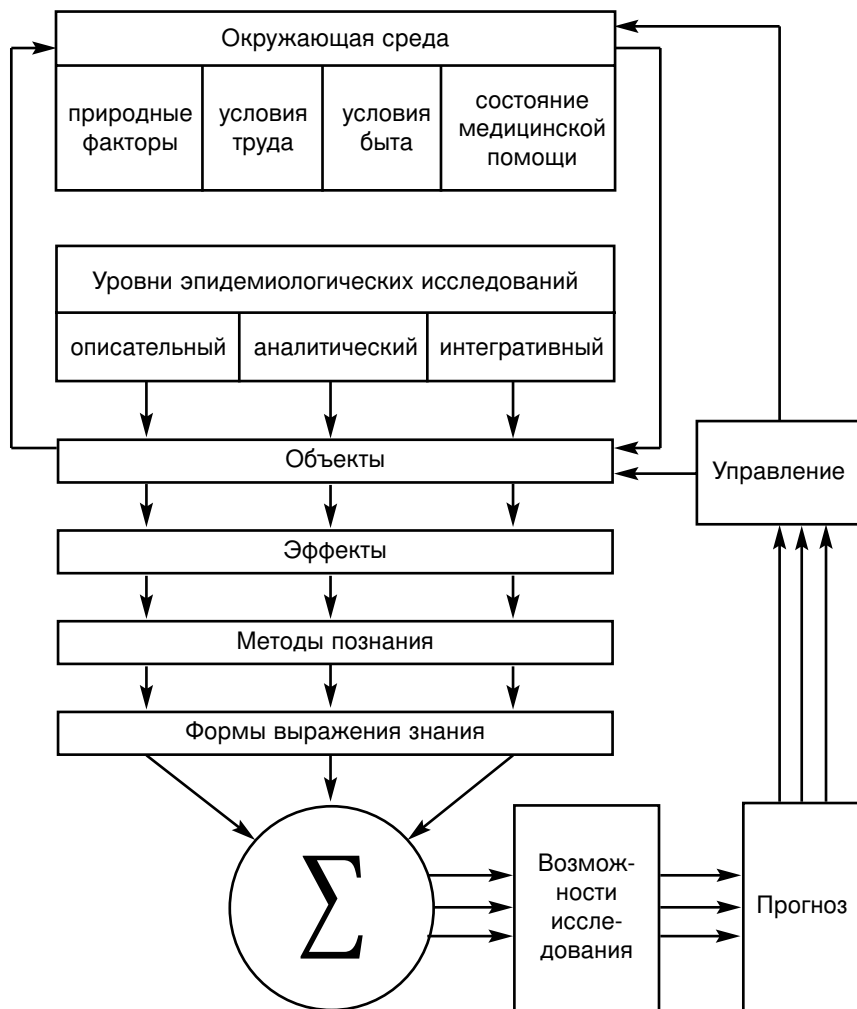 Окружающая среда
природные
факторы
условия
труда
условия
быта
состояние
медицинской
помощи
Уровни эпидемиологических исследований
описательный
аналитический
интегративный
Объекты
Управление
Эффекты
Методы познания
Формы выражения знания
Σ
Возмож-
ности
иссле-
дования
Прогноз